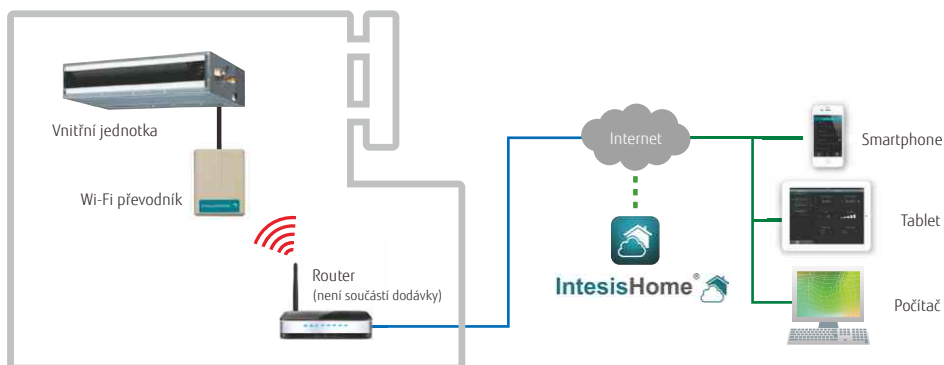 Vnitřní jednotka
Wi-Fi převodník
Router
(není součástí dodávky)
Internet
IntesisHome®
Smartphone
Tablet
Počítač